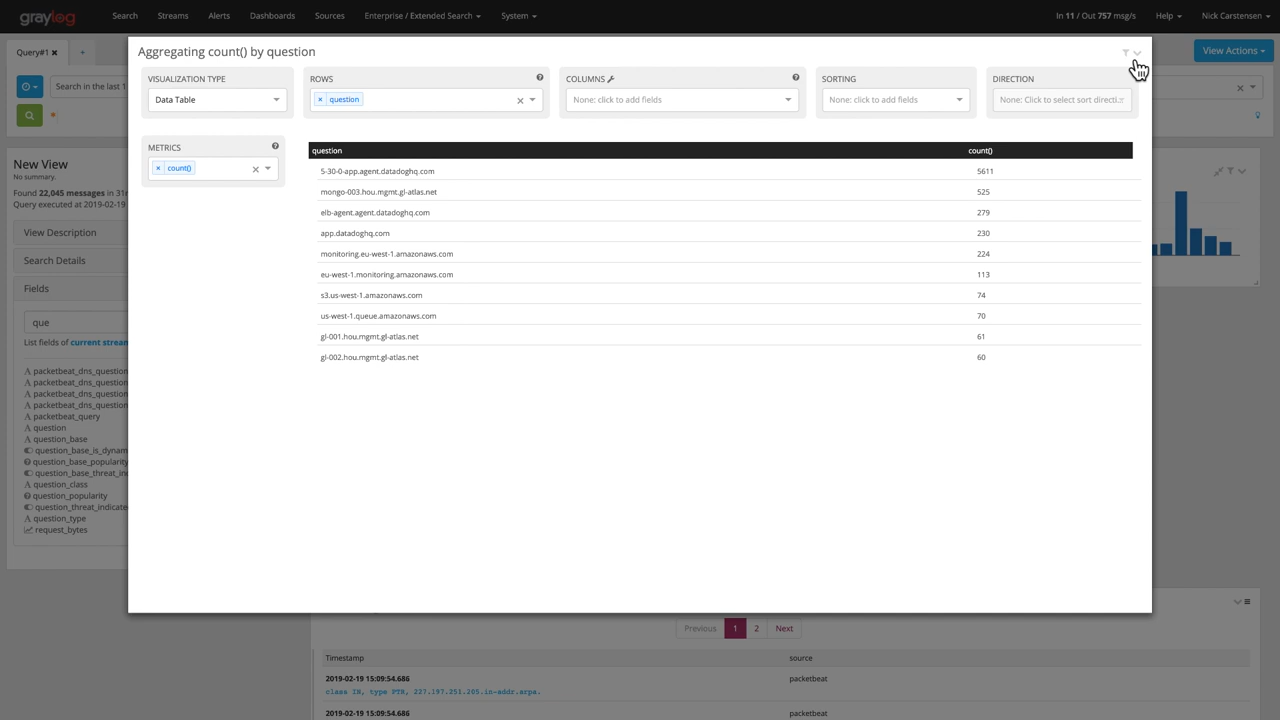 graylog Search Streams Alerts Dashboards Sources Enterprise / Extended Search System In 11 / Out 757 msg/s Help Nick Carstensen
Query#1 +
View Actions
Search in the last 1
Aggregating count() by question
VISUALIZATION TYPE ROWS COLUMNS SORTING DIRECTION
Data Table × question None: click to add fields None: click to add fields None: Click to select sort directi...
METRICS
× count()
question count()
5-30-0-app.agent.datadoghq.com 5611
mongo-003.hou.mgmt.gl-atlas.net 525
elb-agent.agent.datadoghq.com 279
app.datadoghq.com 230
monitoring.eu-west-1.amazonaws.com 224
eu-west-1.monitoring.amazonaws.com 113
s3.us-west-1.amazonaws.com 74
us-west-1.queue.amazonaws.com 70
gl-001.hou.mgmt.gl-atlas.net 61
gl-002.hou.mgmt.gl-atlas.net 60
New View
No summary.
Found 22,045 messages in 31m
Query executed at 2019-02-19
View Description
Search Details
Fields
que
List fields of current strean
packetbeat_dns_question
packetbeat_dns_question
packetbeat_dns_question
packetbeat_dns_question
packetbeat_query
question
question_base
question_base_is_dynam
question_base_popularity
question_base_threat_ind
question_class
question_popularity
question_threat_indicated
question_type
request_bytes
Previous 1 2 Next
Timestamp source
2019-02-19 15:09:54.686 packetbeat
class IN, type PTR, 227.197.251.205.in-addr.arpa.
2019-02-19 15:09:54.686 packetbeat